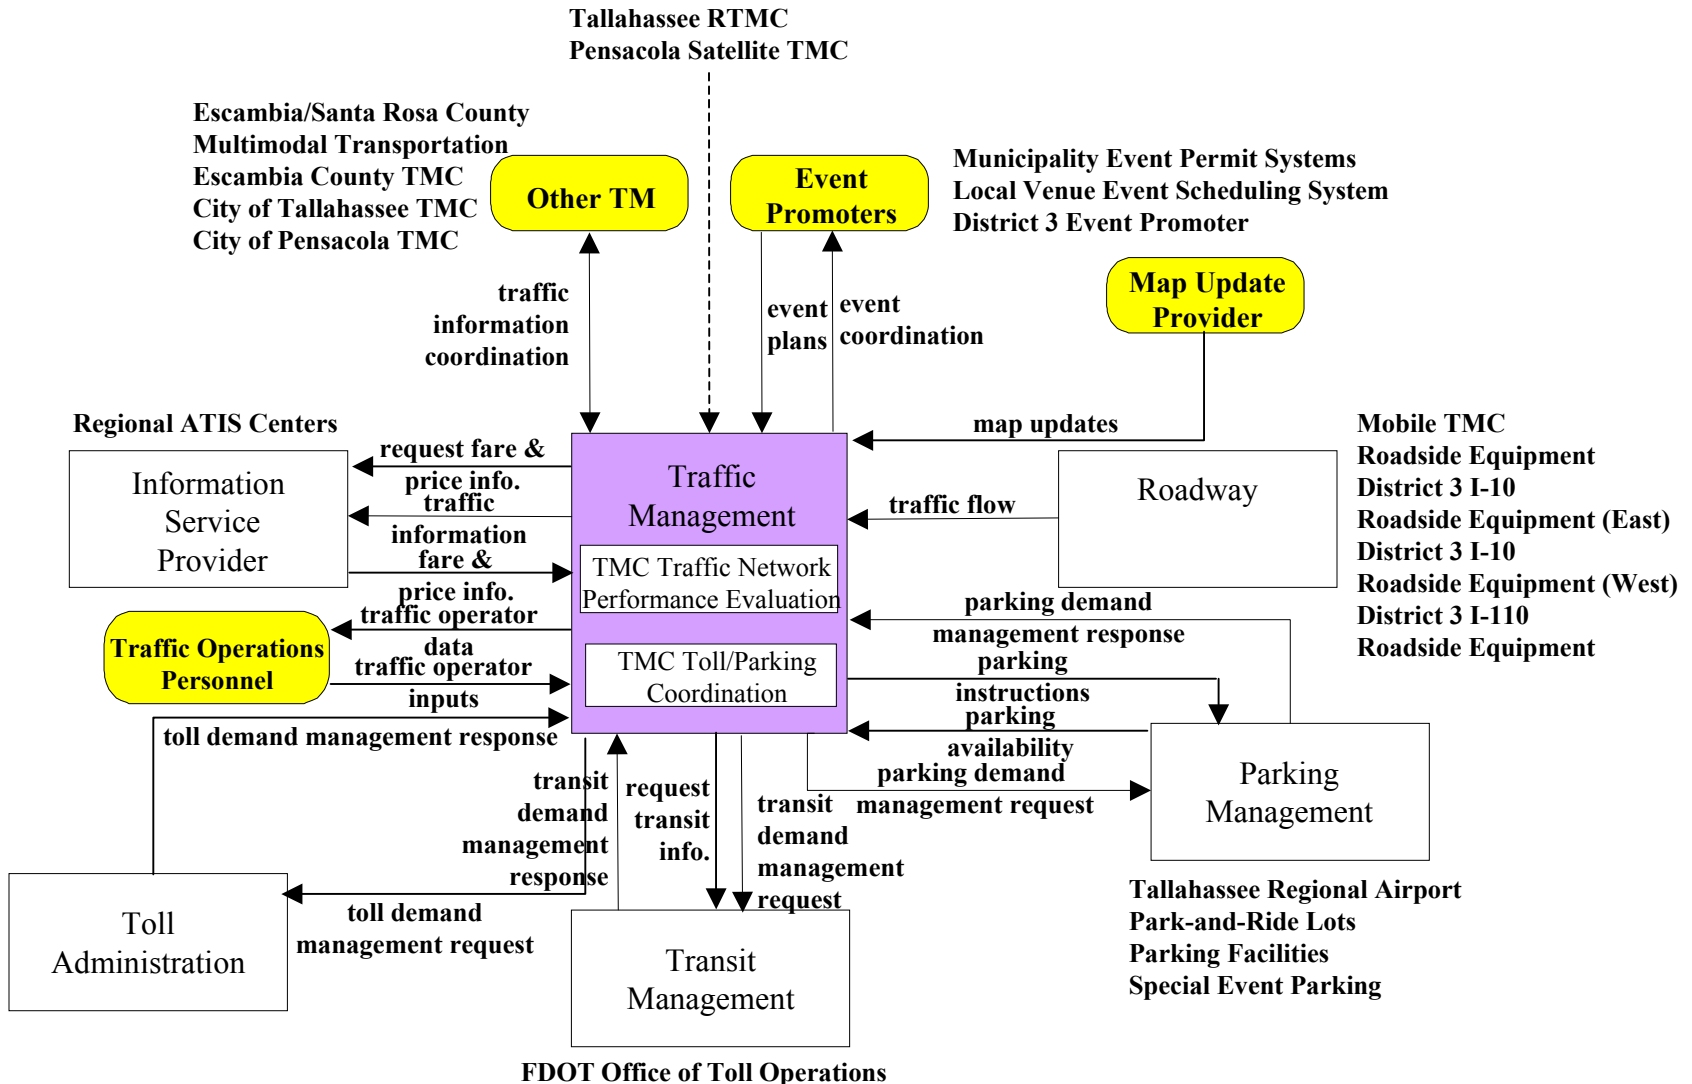 Tallahassee RTMC
Pensacola Satellite TMC
Escambia/Santa Rosa County
Multimodal Transportation
Escambia County TMC
City of Tallahassee TMC
City of Pensacola TMC
Other TM
Event
Promoters
Municipality Event Permit Systems
Local Venue Event Scheduling System
District 3 Event Promoter
Map Update
Provider
traffic
information
coordination
event
plans
event
coordination
map updates
Regional ATIS Centers
Information
Service
Provider
request fare &
price info.
traffic
information
fare &
price info.
Traffic
Management
TMC Traffic Network
Performance Evaluation
TMC Toll/Parking
Coordination
traffic flow
Roadway
Mobile TMC
Roadside Equipment
District 3 I-10
Roadside Equipment (East)
District 3 I-10
Roadside Equipment (West)
District 3 I-110
Roadside Equipment
Traffic Operations
Personnel
traffic operator
data
traffic operator
inputs
toll demand management response
parking demand
management response
parking
instructions
parking
availability
parking demand
management request
Parking
Management
Tallahassee Regional Airport
Park-and-Ride Lots
Parking Facilities
Special Event Parking
transit
demand
management
response
request
transit
info.
transit
demand
management
request
toll demand
management request
Toll
Administration
Transit
Management
FDOT Office of Toll Operations